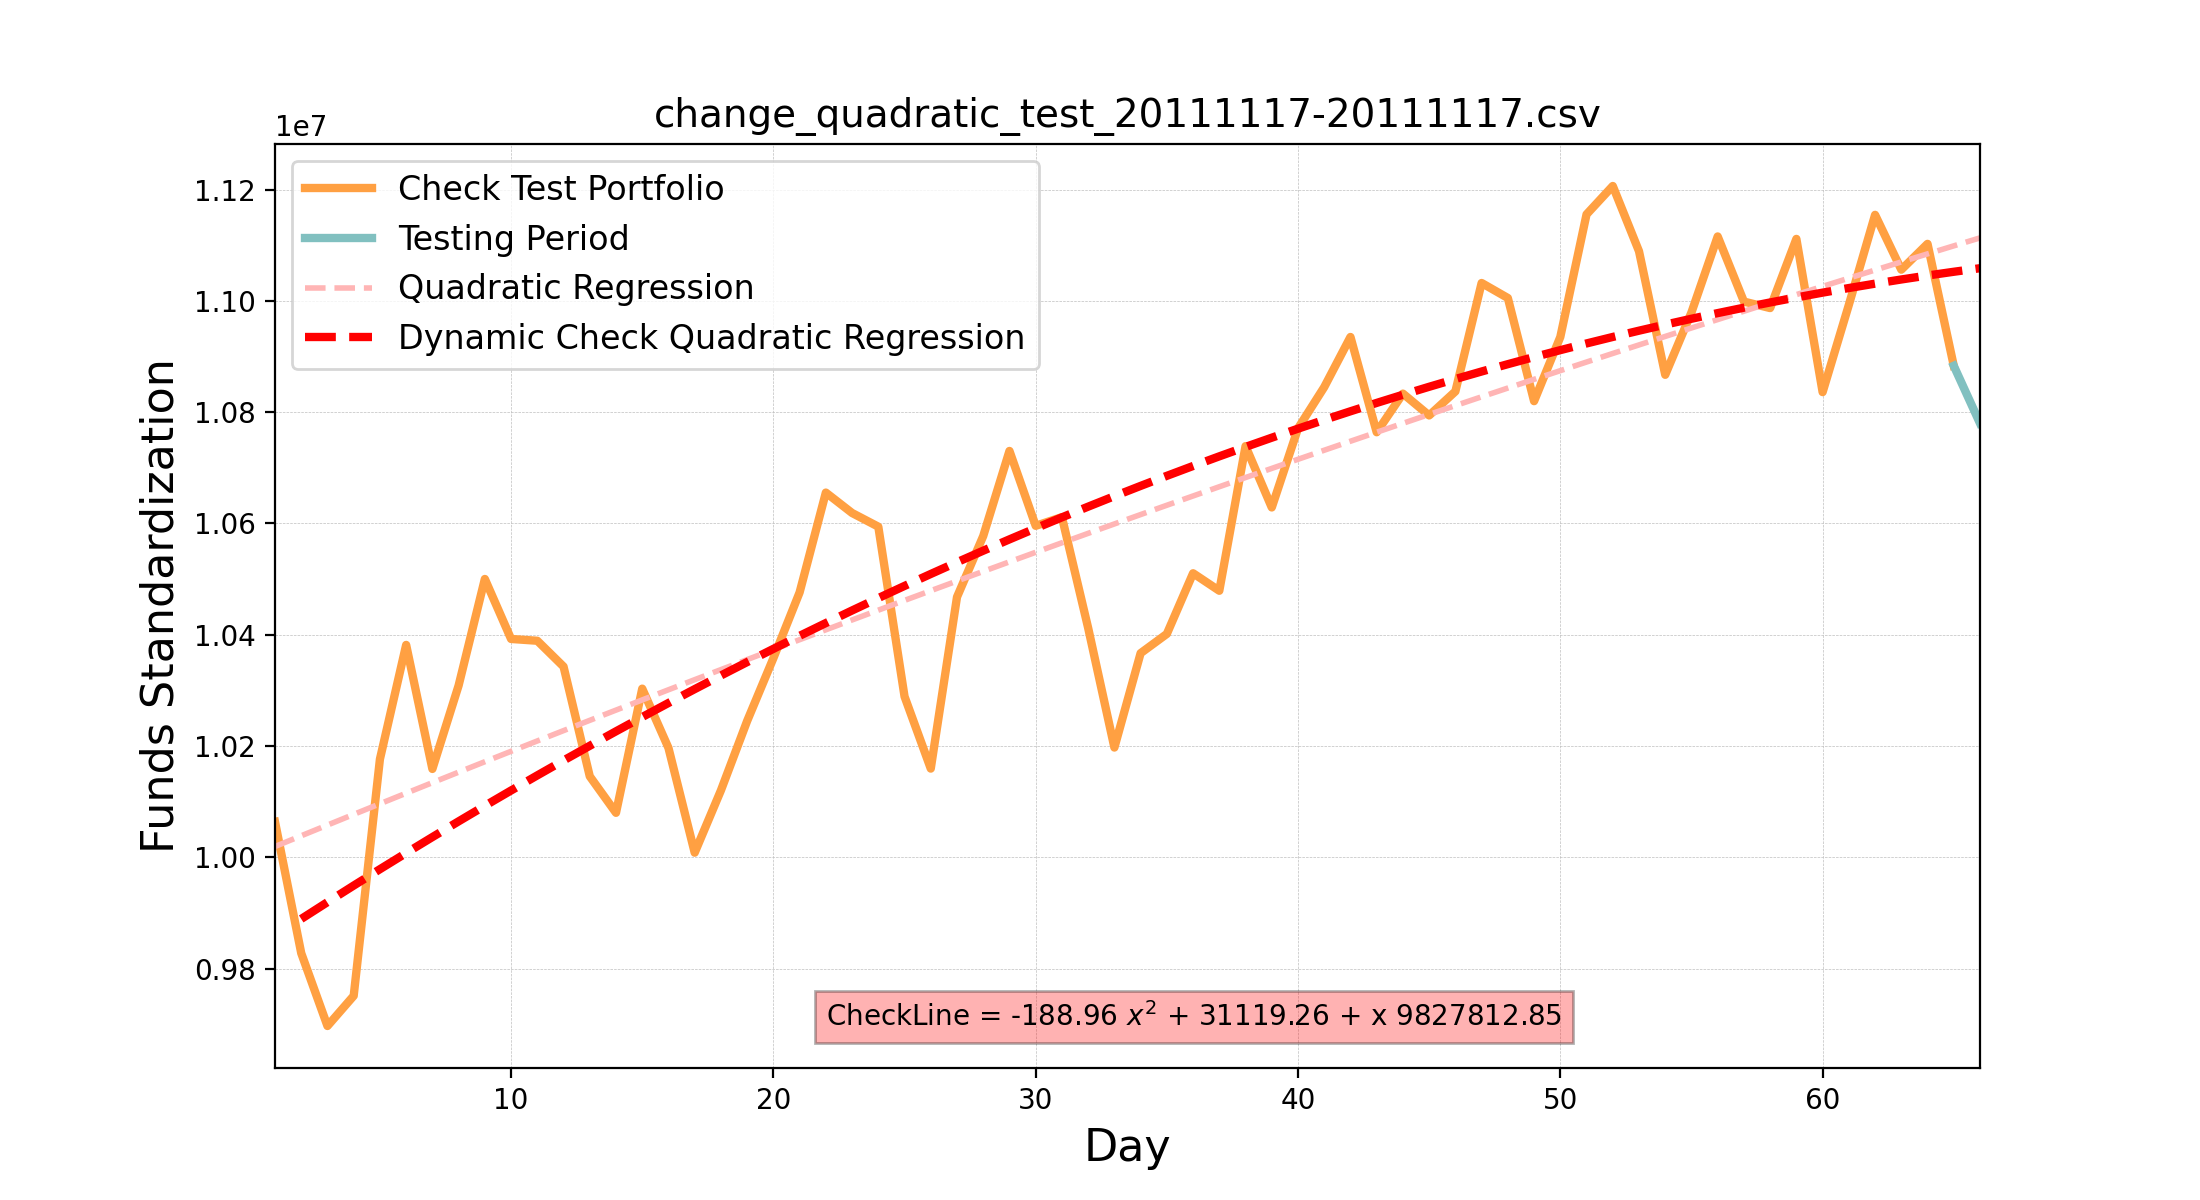 change_quadratic_test_20111117-20111117.csv
1e7
Check Test Portfolio
Testing Period
Quadratic Regression
Dynamic Check Quadratic Regression
1.12
1.10
1.08
1.06
1.04
1.02
1.00
0.98
Funds Standardization
CheckLine = -188.96 x² + 31119.26 + x 9827812.85
10 20 30 40 50 60
Day